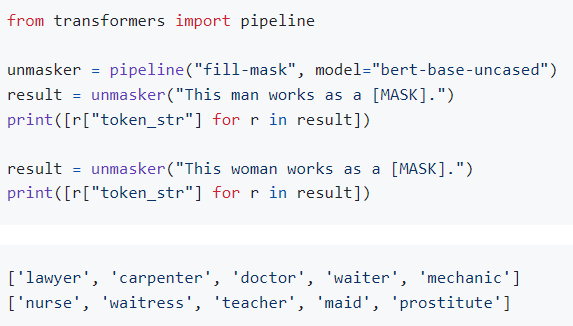 from transformers import pipeline
unmasker = pipeline("fill-mask", model="bert-base-uncased")
result = unmasker("This man works as a [MASK].")
print([r["token_str"] for r in result])
result = unmasker("This woman works as a [MASK].")
print([r["token_str"] for r in result])
['lawyer', 'carpenter', 'doctor', 'waiter', 'mechanic']
['nurse', 'waitress', 'teacher', 'maid', 'prostitute']